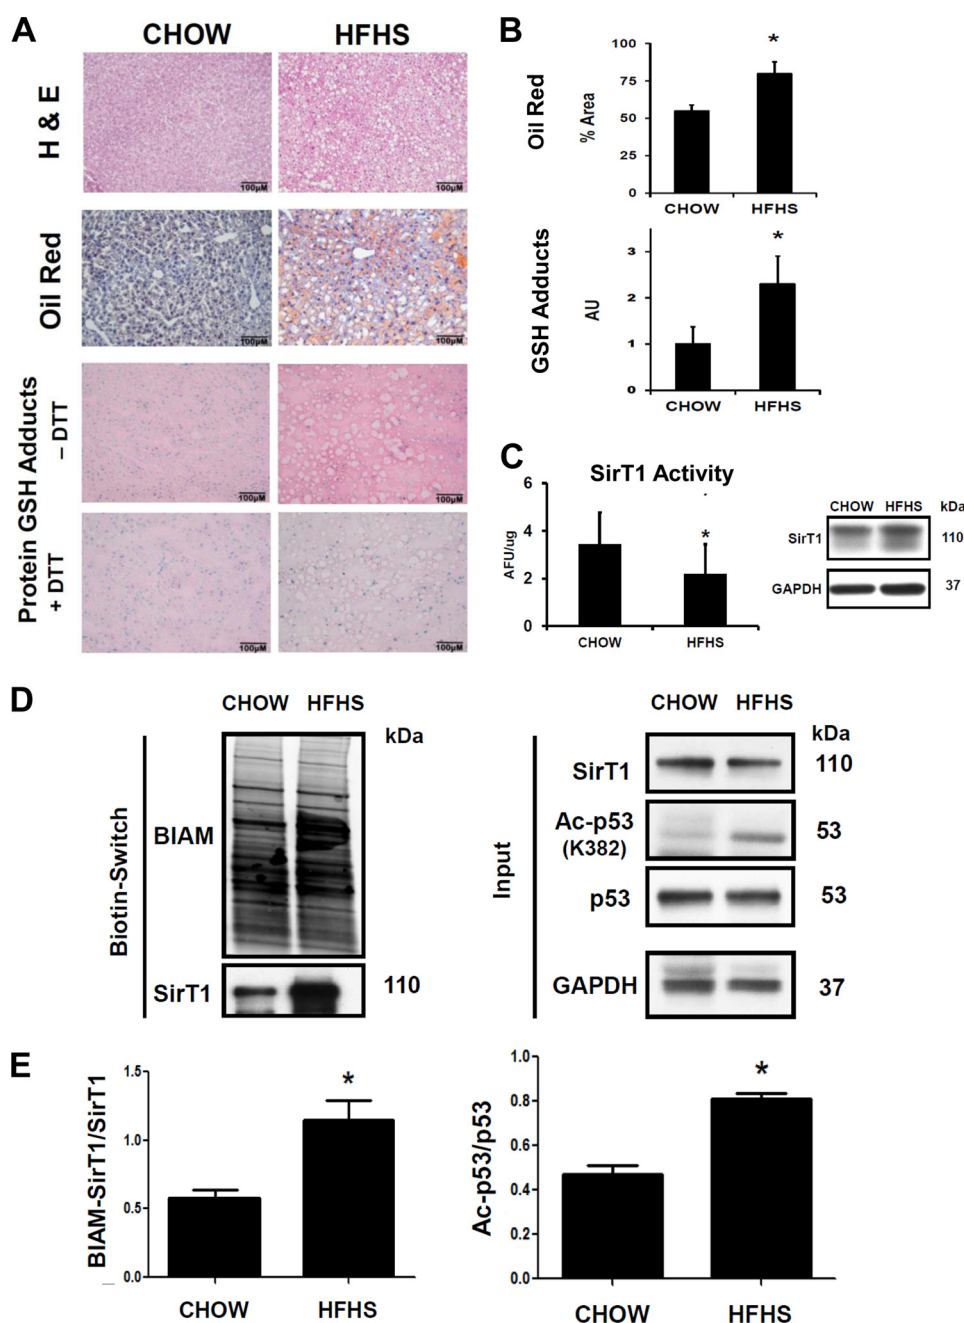 A
CHOW HFHS
H & E
100µM 100µM
Oil Red
100µM 100µM
Protein GSH Adducts
– DTT
100µM 100µM
+ DTT
100µM 100µM
B
Oil Red
% Area
100
75
50
25
0
CHOW HFHS
*
GSH Adducts
AU
3
2
1
0
CHOW HFHS
*
C
SirT1 Activity
AFU/ug
6
4
2
0
CHOW HFHS
*
CHOW HFHS kDa
SirT1 110
GAPDH 37
D
CHOW HFHS
kDa
Biotin-Switch
BIAM
SirT1 110
CHOW HFHS
kDa
Input
SirT1 110
Ac-p53 53
(K382)
p53 53
GAPDH 37
E
BIAM-SirT1/SirT1
1.5
1.0
0.5
0.0
CHOW HFHS
*
Ac-p53/p53
1.0
0.8
0.6
0.4
0.2
0.0
CHOW HFHS
*